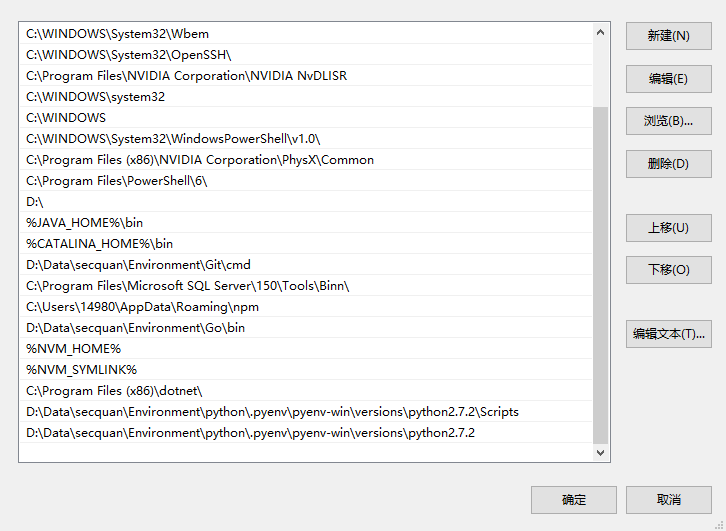 C:\WINDOWS\System32\Wbem
C:\WINDOWS\System32\OpenSSH\
C:\Program Files\NVIDIA Corporation\NVIDIA NvDLISR
C:\WINDOWS\system32
C:\WINDOWS
C:\WINDOWS\System32\WindowsPowerShell\v1.0\
C:\Program Files (x86)\NVIDIA Corporation\PhysX\Common
C:\Program Files\PowerShell\6\
D:\
%JAVA_HOME%\bin
%CATALINA_HOME%\bin
D:\Data\secquan\Environment\Git\cmd
C:\Program Files\Microsoft SQL Server\150\Tools\Binn\
C:\Users\14980\AppData\Roaming\npm
D:\Data\secquan\Environment\Go\bin
%NVM_HOME%
%NVM_SYMLINK%
C:\Program Files (x86)\dotnet\
D:\Data\secquan\Environment\python\.pyenv\pyenv-win\versions\python2.7.2\Scripts
D:\Data\secquan\Environment\python\.pyenv\pyenv-win\versions\python2.7.2
新建(N)
编辑(E)
浏览(B)...
删除(D)
上移(U)
下移(O)
编辑文本(T)...
确定
取消